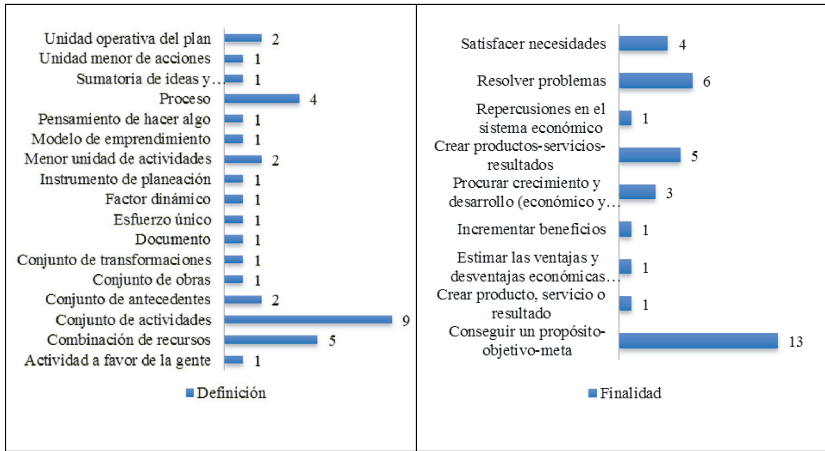 Unidad operativa del plan 2
Unidad menor de acciones 1
Sumatoria de ideas y… 1
Proceso 4
Pensamiento de hacer algo 1
Modelo de emprendimiento 1
Menor unidad de actividades 2
Instrumento de planeación 1
Factor dinámico 1
Esfuerzo único 1
Documento 1
Conjunto de transformaciones 1
Conjunto de obras 1
Conjunto de antecedentes 2
Conjunto de actividades 9
Combinación de recursos 5
Actividad a favor de la gente 1
Definición
Satisfacer necesidades 4
Resolver problemas 6
Repercusiones en el
sistema económico 1
Crear productos-servicios-
resultados 5
Procurar crecimiento y
desarrollo (económico y… 3
Incrementar beneficios 1
Estimar las ventajas y
desventajas económicas… 1
Crear producto, servicio o
resultado 1
Conseguir un propósito-
objetivo-meta 13
Finalidad